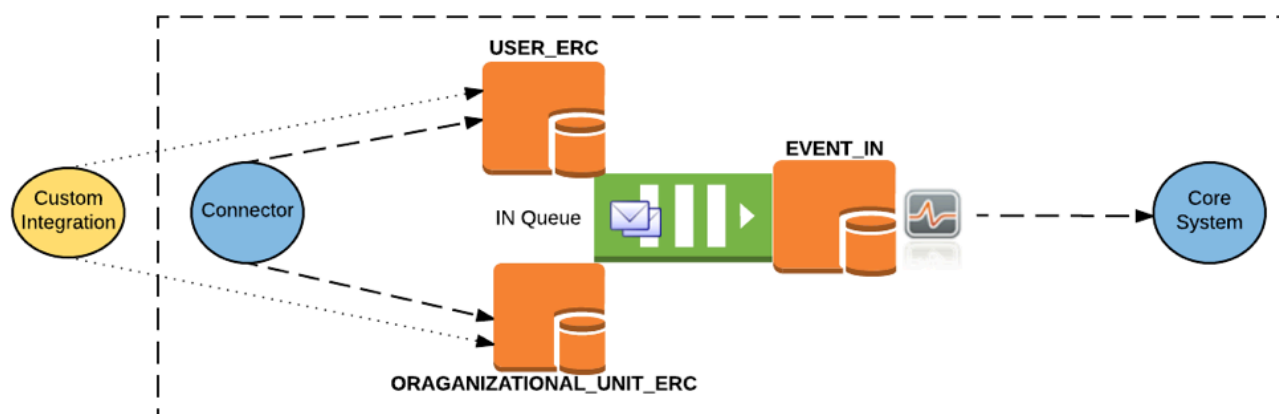 USER_ERC
EVENT_IN
Custom
Integration
Connector
IN Queue
Core
System
ORAGANIZATIONAL_UNIT_ERC